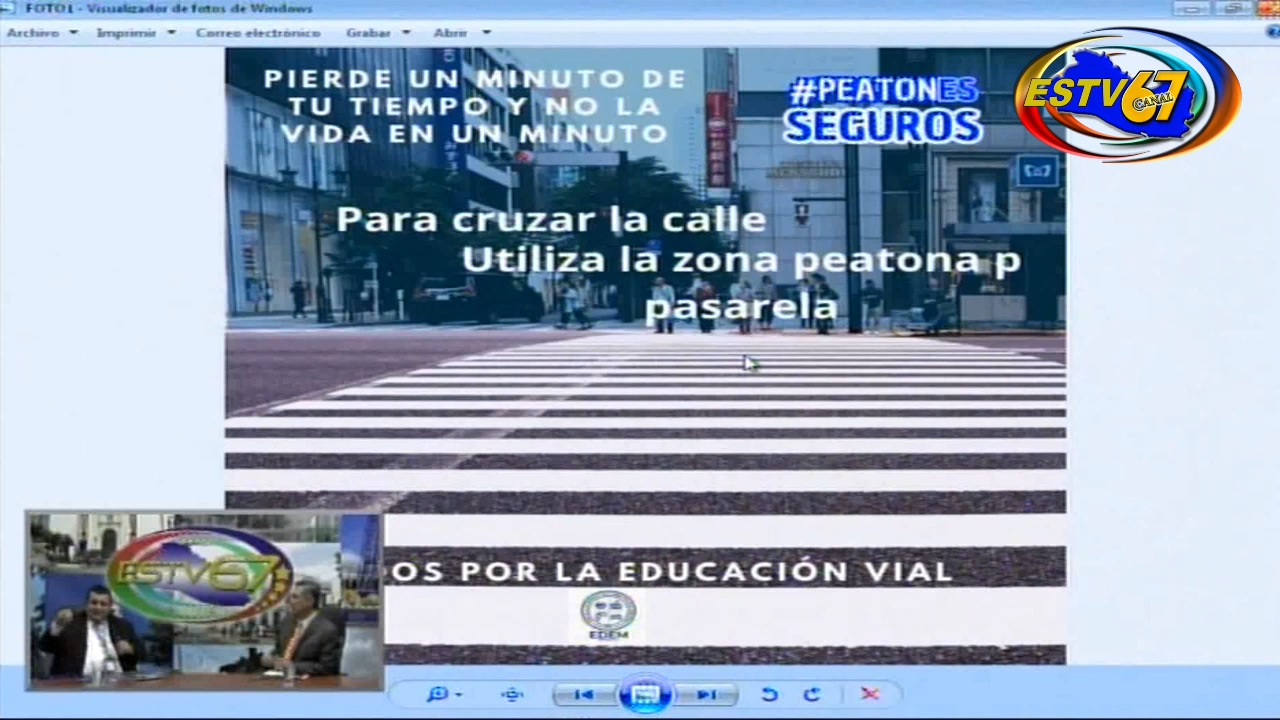 FOTO1 - Visualizador de fotos de Windows
Archivo Imprimir Correo electrónico Grabar Abrir
PIERDE UN MINUTO DE
TU TIEMPO Y NO LA
VIDA EN UN MINUTO
#PEATONES
SEGUROS
ESTV67
CANAL
Para cruzar la calle
Utiliza la zona peatona p
pasarela
ESTV67
OS POR LA EDUCACIÓN VIAL
EDEM